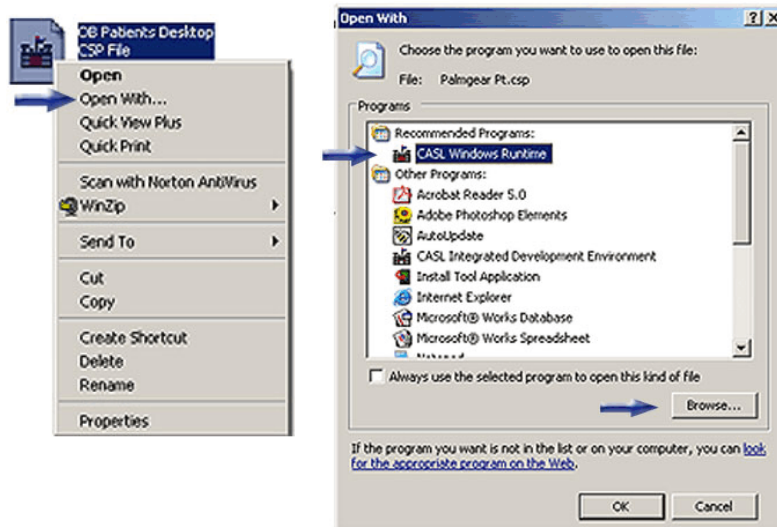 OB Patients Desktop
CSP File
Open
Open With...
Quick View Plus
Quick Print
Scan with Norton AntiVirus
WinZip
Send To
Cut
Copy
Create Shortcut
Delete
Rename
Properties
Open With
Choose the program you want to use to open this file:
File: Palmgear Pt.csp
Programs
Recommended Programs:
CASL Windows Runtime
Other Programs:
Acrobat Reader 5.0
Adobe Photoshop Elements
AutoUpdate
CASL Integrated Development Environment
Install Tool Application
Internet Explorer
Microsoft® Works Database
Microsoft® Works Spreadsheet
Always use the selected program to open this kind of file
Browse...
If the program you want is not in the list or on your computer, you can look
for the appropriate program on the Web.
OK Cancel